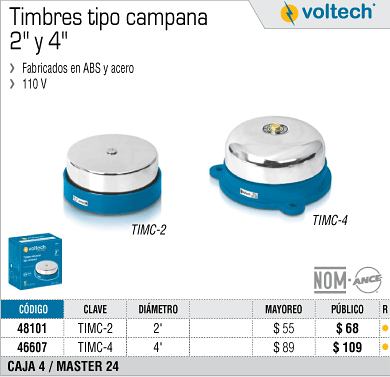 Timbres tipo campana
2" y 4"
voltech®
Fabricados en ABS y acero
110 V
TIMC-2
TIMC-4
voltech
NOM-ANCE
CÓDIGO CLAVE DIÁMETRO MAYOREO PÚBLICO R
48101 TIMC-2 2" $ 55 $ 68
46607 TIMC-4 4" $ 89 $ 109
CAJA 4 / MASTER 24